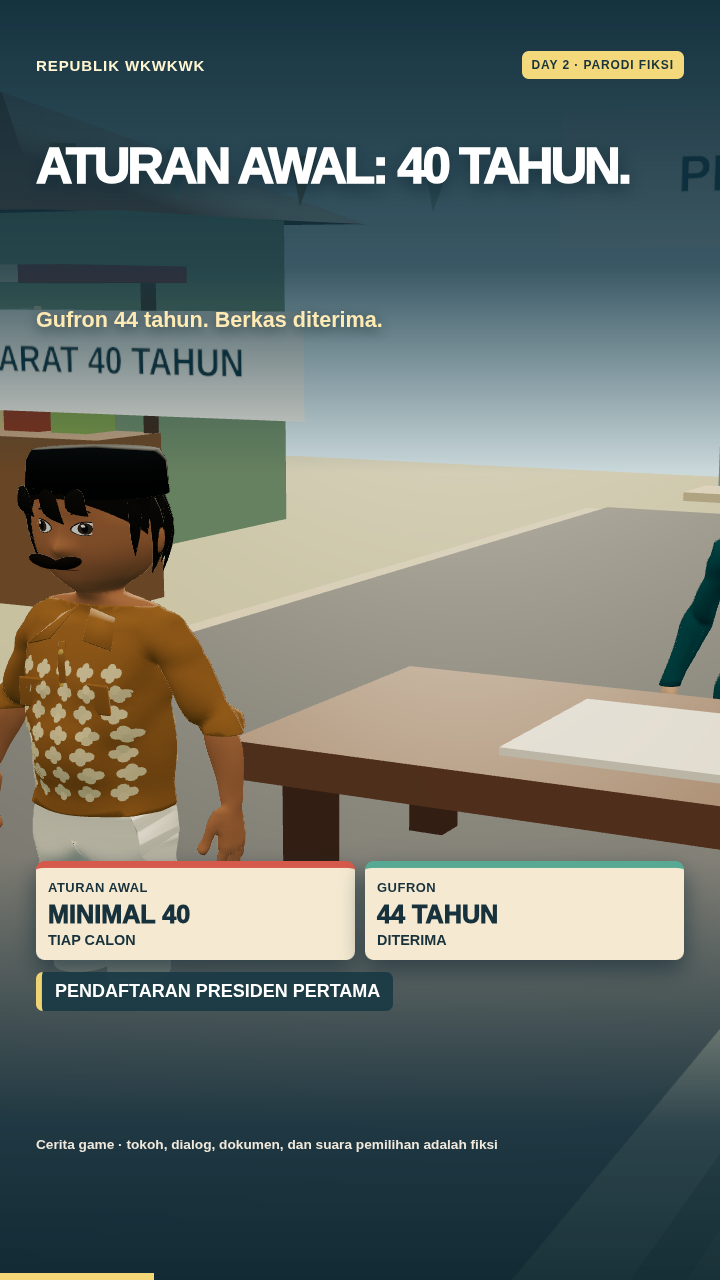 REPUBLIK WKWKWK
DAY 2 · PARODI FIKSI
ATURAN AWAL: 40 TAHUN.
Gufron 44 tahun. Berkas diterima.
ARAT 40 TAHUN
ATURAN AWAL
MINIMAL 40
TIAP CALON
GUFRON
44 TAHUN
DITERIMA
PENDAFTARAN PRESIDEN PERTAMA
Cerita game · tokoh, dialog, dokumen, dan suara pemilihan adalah fiksi